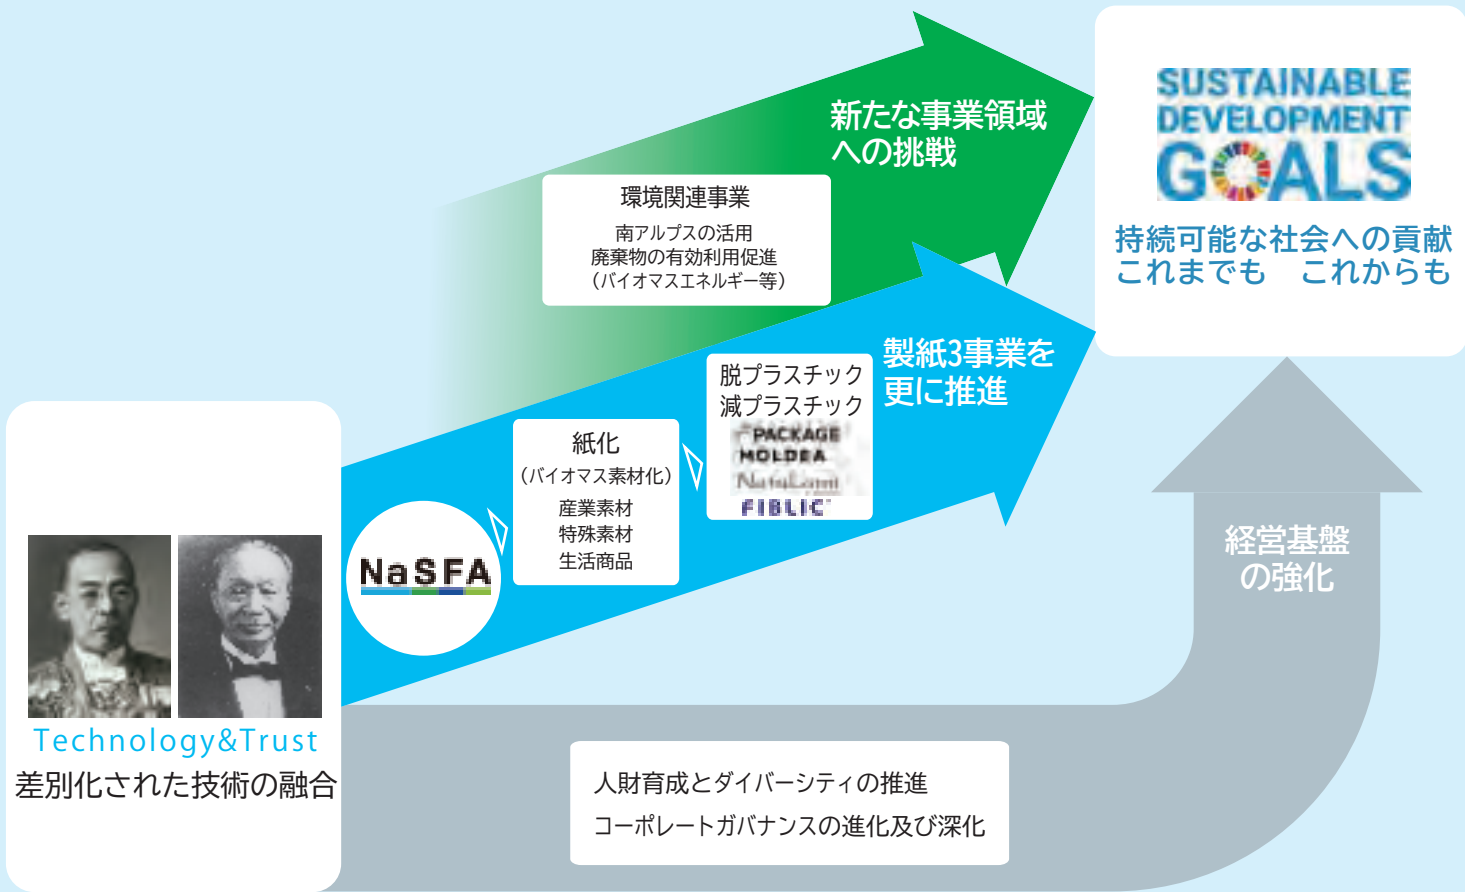 新たな事業領域
への挑戦
環境関連事業
南アルプスの活用
廃棄物の有効利用促進
（バイオマスエネルギー等）
SUSTAINABLE
DEVELOPMENT
GOALS
持続可能な社会への貢献
これまでも　これからも
製紙3事業を
更に推進
脱プラスチック
減プラスチック
PACKAGE
MOLDEA
NaturLami
FIBLIC
紙化
（バイオマス素材化）
産業素材
特殊素材
生活商品
NaSFA
Technology&Trust
差別化された技術の融合
経営基盤
の強化
人財育成とダイバーシティの推進
コーポレートガバナンスの進化及び深化